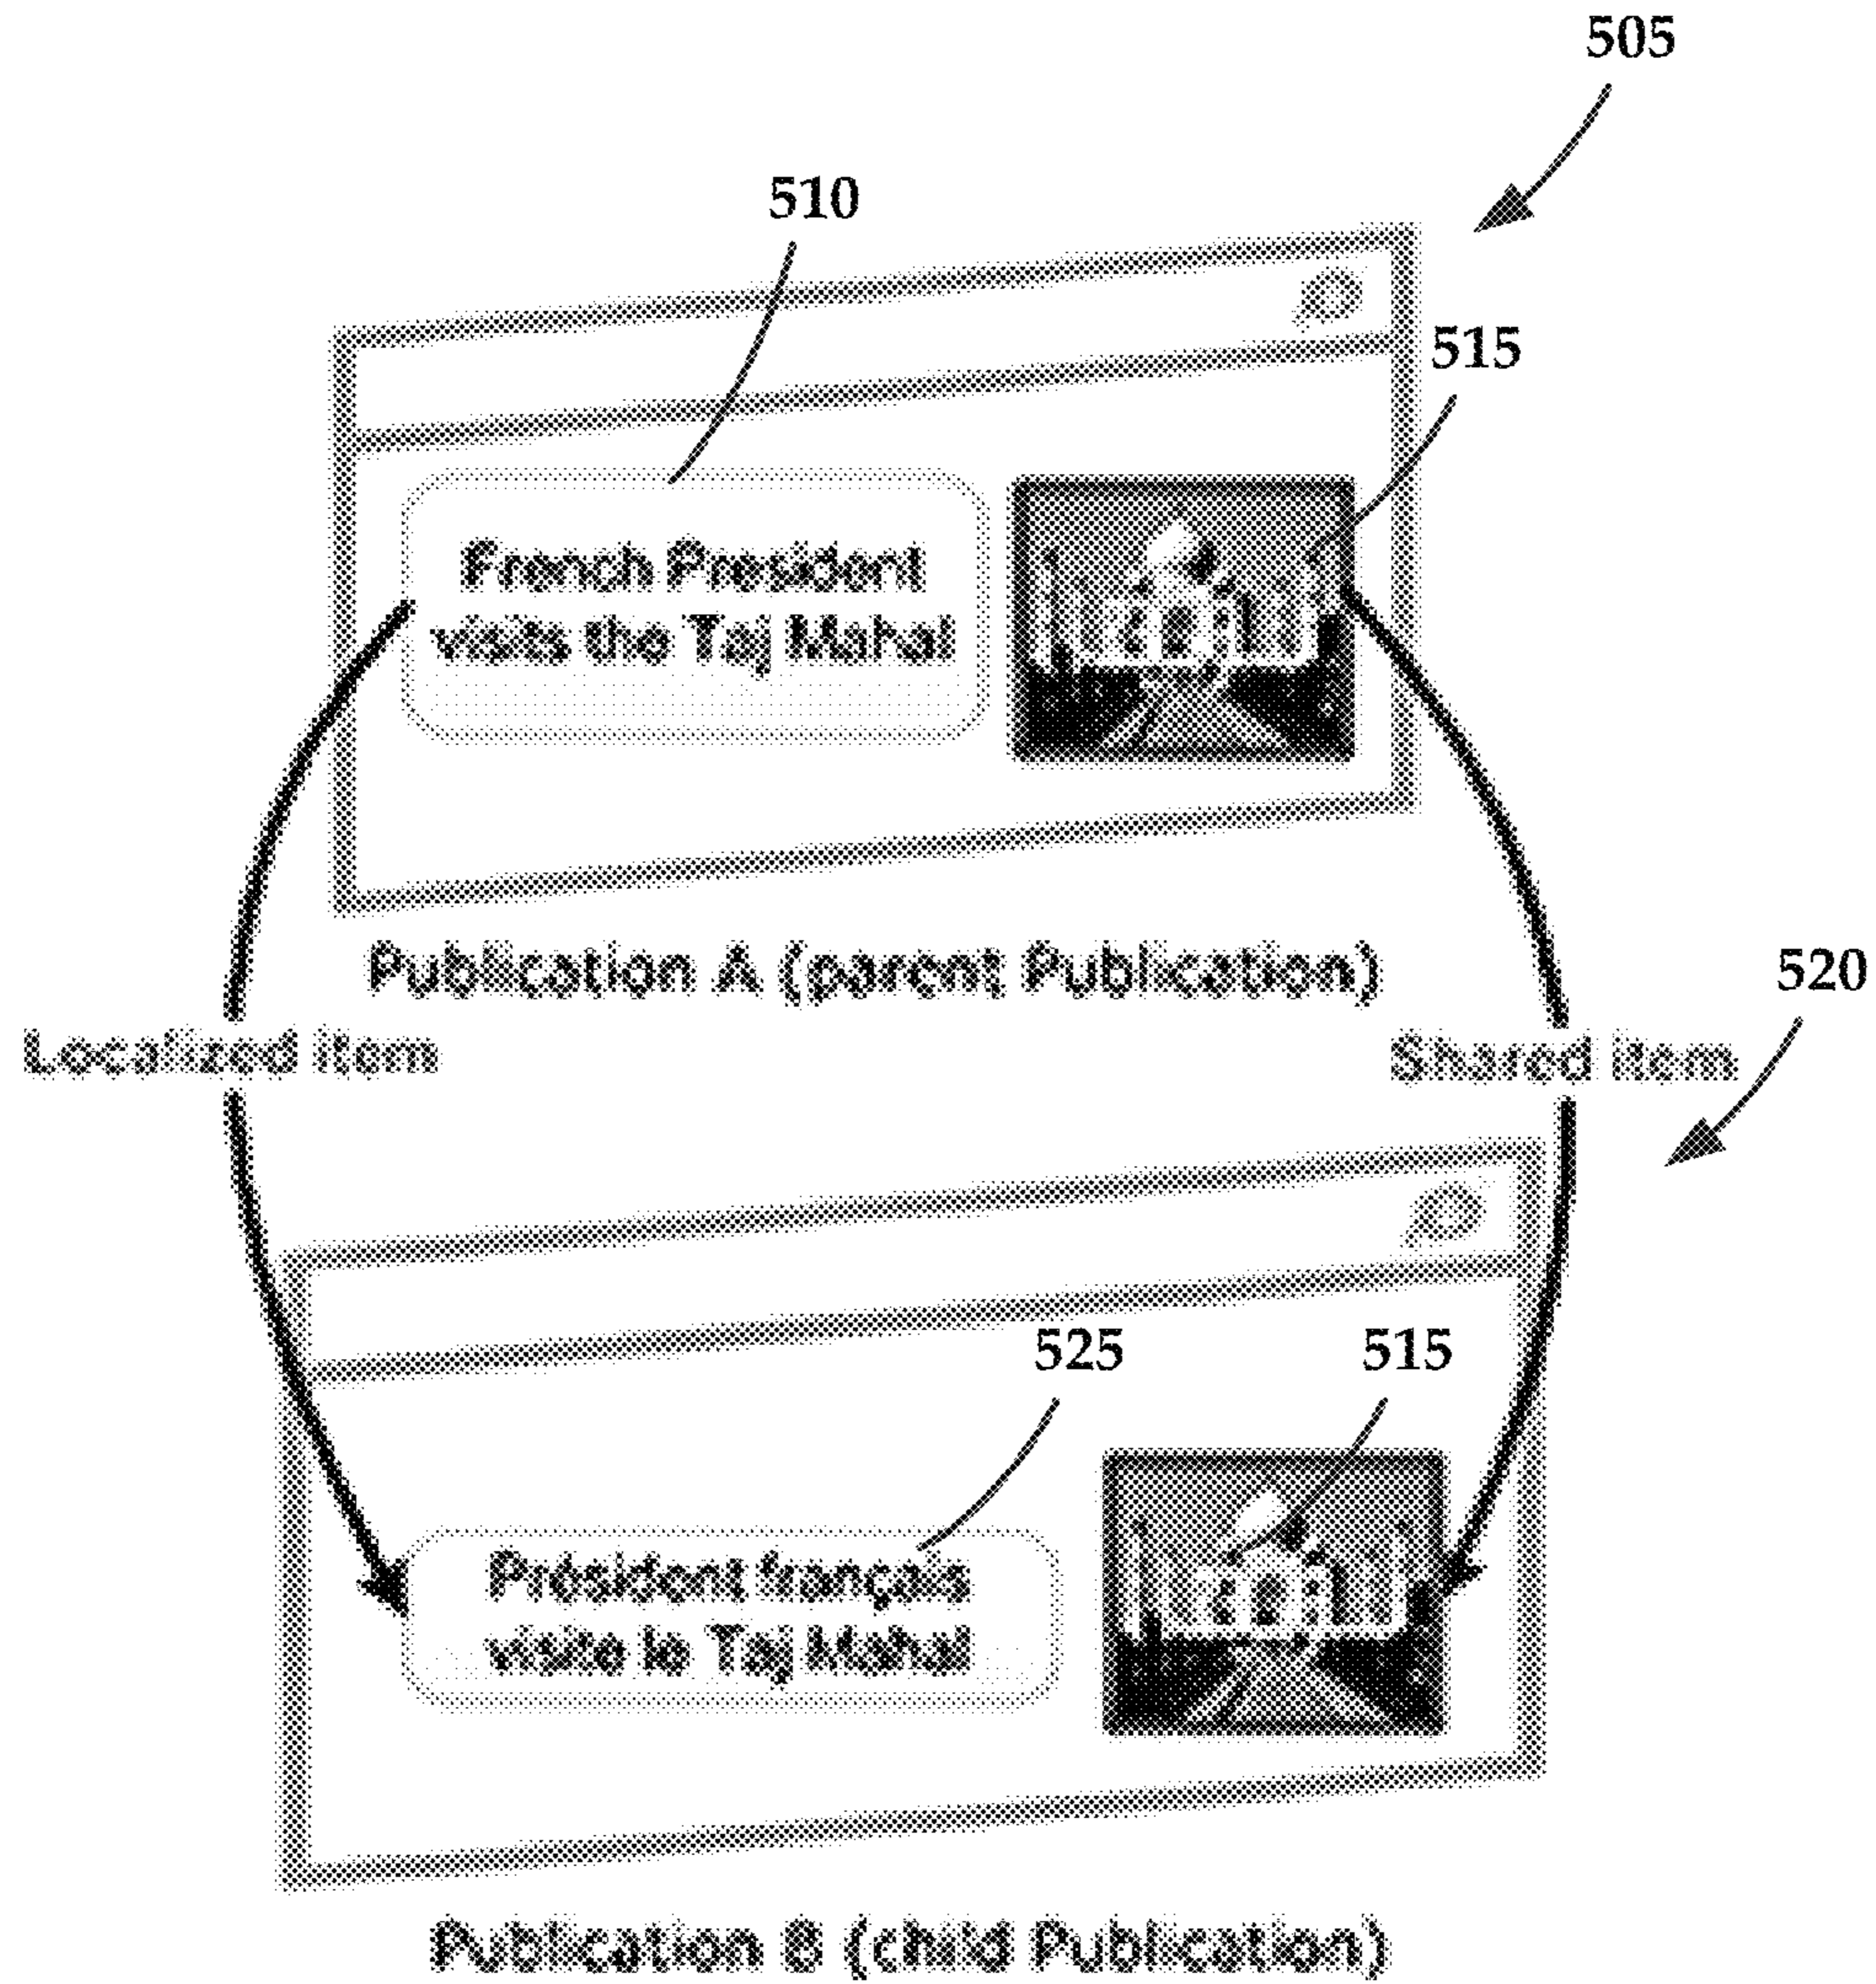 505
510
515
French President
visits the Taj Mahal
Publication A (parent Publication)
520
Localized item
Shared item
525
515
Président français
visite le Taj Mahal
Publication B (child Publication)